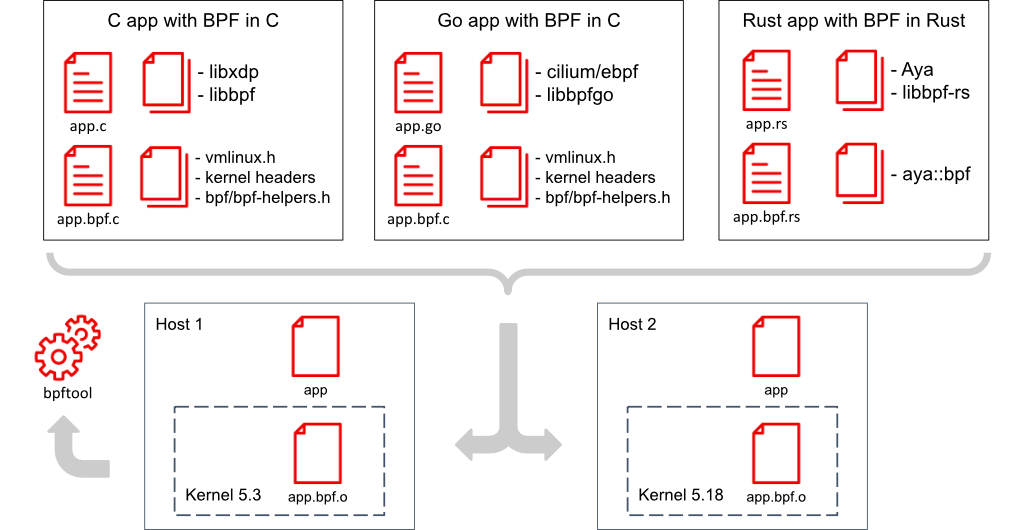 C app with BPF in C
- libxdp
- libbpf
app.c
- vmlinux.h
- kernel headers
- bpf/bpf-helpers.h
app.bpf.c
Go app with BPF in C
- cilium/ebpf
- libbpfgo
app.go
- vmlinux.h
- kernel headers
- bpf/bpf-helpers.h
app.bpf.c
Rust app with BPF in Rust
- Aya
- libbpf-rs
app.rs
- aya::bpf
app.bpf.rs
bpftool
Host 1
app
Kernel 5.3
app.bpf.o
Host 2
app
Kernel 5.18
app.bpf.o